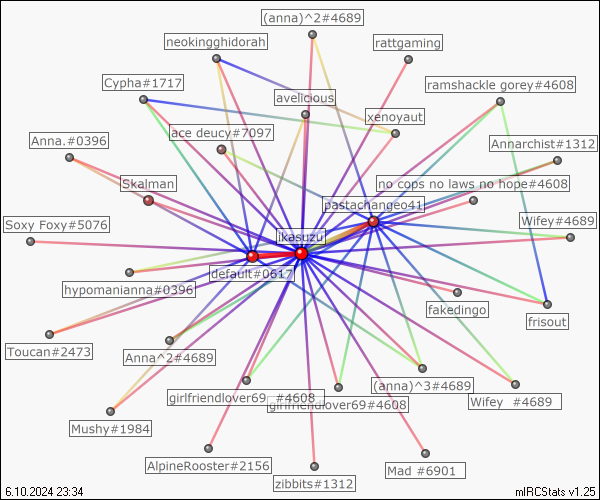 (anna)^2#4689
neokingghidorah
rattgaming
Cypha#1717
ramshackle gorey#4608
avelicious
xenoyaut
ace deucy#7097
Anna.#0396
Annarchist#1312
Skalman
no cops no laws no hope#4608
pastachangeo41
Soxy Foxy#5076
Wifey#4689
ikasuzu
default#0617
hypomanianna#0396
fakedingo
frisout
Toucan#2473
Anna^2#4689
(anna)^3#4689
girlfriendlover69_#4608
girlfriendlover69#4608
Wifey_#4689
Mushy#1984
AlpineRooster#2156
Mad #6901
zibbits#1312
6.10.2024 23:34
mIRCStats v1.25